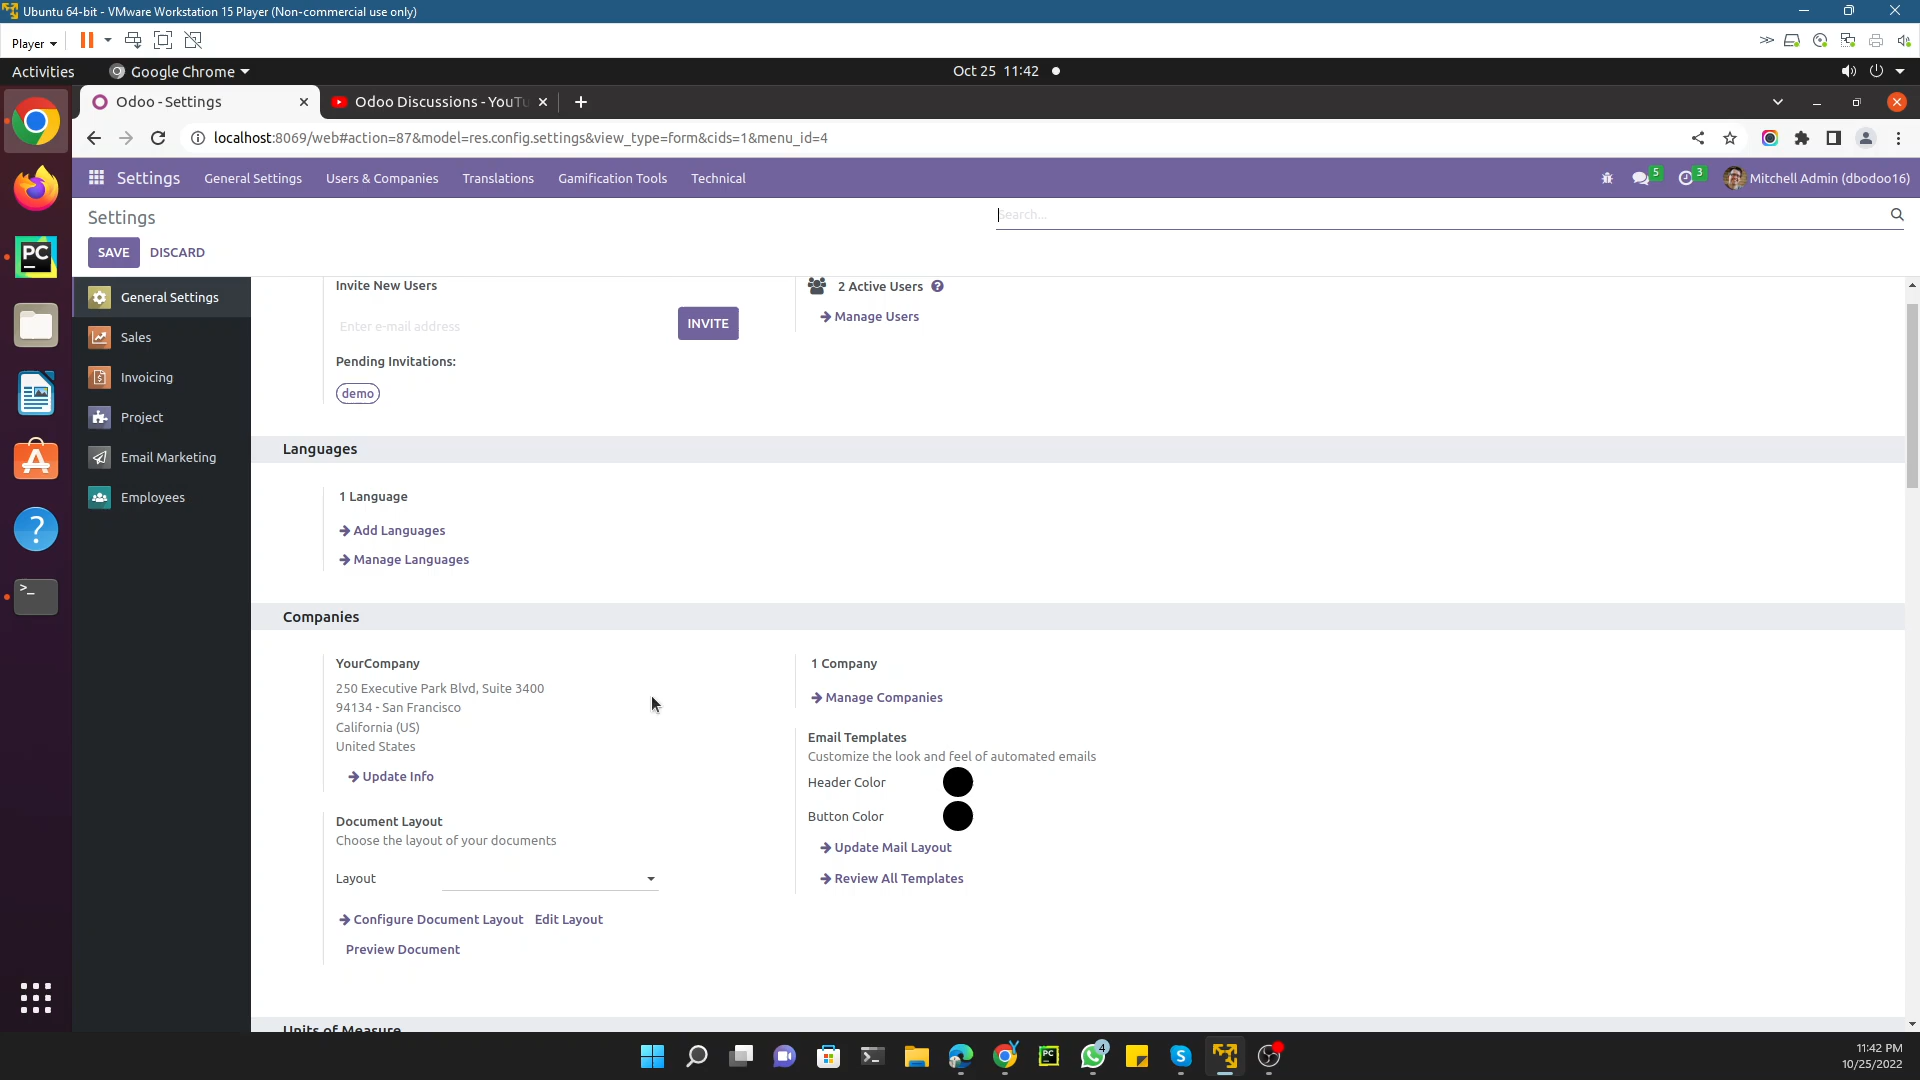 Ubuntu 64-bit - VMware Workstation 15 Player (Non-commercial use only)
Player
Activities
Google Chrome
Oct 25 11:42
Odoo - Settings
Odoo Discussions - YouTu
localhost:8069/web#action=87&model=res.config.settings&view_type=form&cids=1&menu_id=4
Settings
General Settings
Users & Companies
Translations
Gamification Tools
Technical
5
3
Mitchell Admin (dbodoo16)
Settings
Search...
SAVE
DISCARD
General Settings
Sales
Invoicing
Project
Email Marketing
Employees
Invite New Users
Enter e-mail address
INVITE
Pending Invitations:
demo
2 Active Users
Manage Users
Languages
1 Language
Add Languages
Manage Languages
Companies
YourCompany
250 Executive Park Blvd, Suite 3400
94134 - San Francisco
California (US)
United States
Update Info
1 Company
Manage Companies
Email Templates
Customize the look and feel of automated emails
Header Color
Button Color
Update Mail Layout
Review All Templates
Document Layout
Choose the layout of your documents
Layout
Configure Document Layout
Edit Layout
Preview Document
Units of Measure
PC
PC
4
11:42 PM
10/25/2022